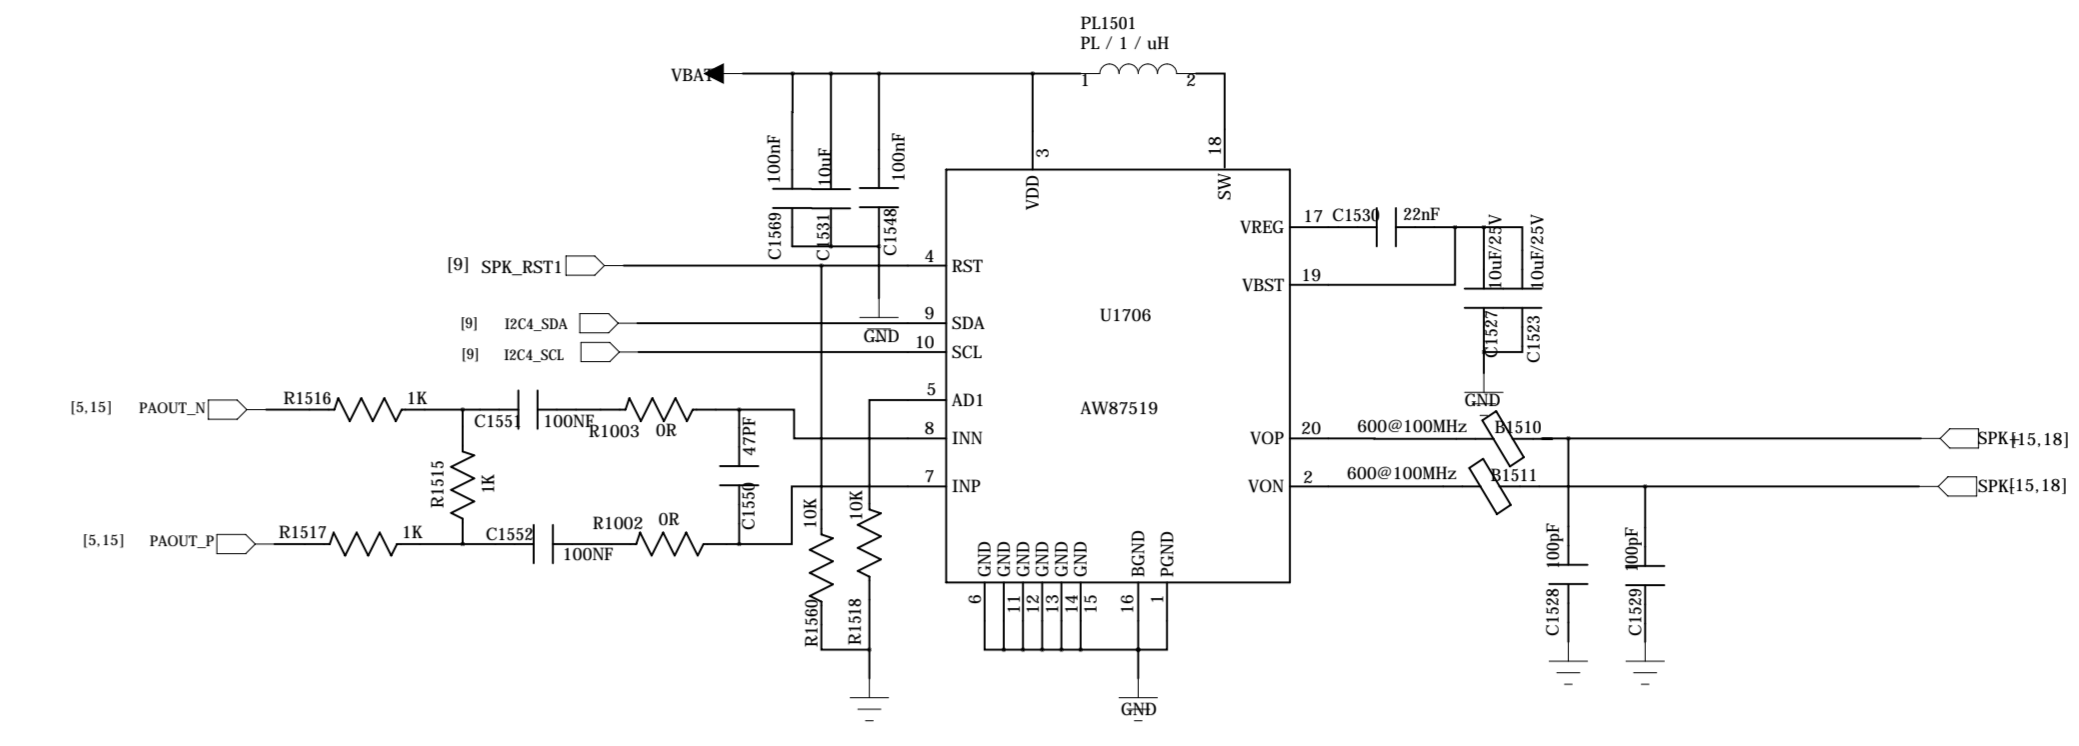 PL1501
PL / 1 / uH
VBAT
1
2
100nF
10uF
100nF
C1569
C1531
C1548
3
18
VDD
SW
VREG
17
C1530
22nF
10uF/25V
10uF/25V
[9]
SPK_RST1
4
RST
VBST
19
U1706
C1527
C1523
[9]
I2C4_SDA
9
SDA
GND
[9]
I2C4_SCL
10
SCL
[5,15]
PAOUT_N
R1516
1K
C1551
100NF
R1003
0R
47PF
5
AD1
AW87519
GND
8
INN
VOP
20
600@100MHz
B1510
SPK+
[15,18]
R1515
1K
C1550
7
INP
VON
2
600@100MHz
B1511
SPK-
[15,18]
[5,15]
PAOUT_P
R1517
1K
C1552
100NF
R1002
0R
10K
10K
R1560
R1518
GND
GND
GND
GND
GND
GND
BGND
PGND
6
11
12
13
14
15
16
1
100pF
100pF
C1528
C1529
GND